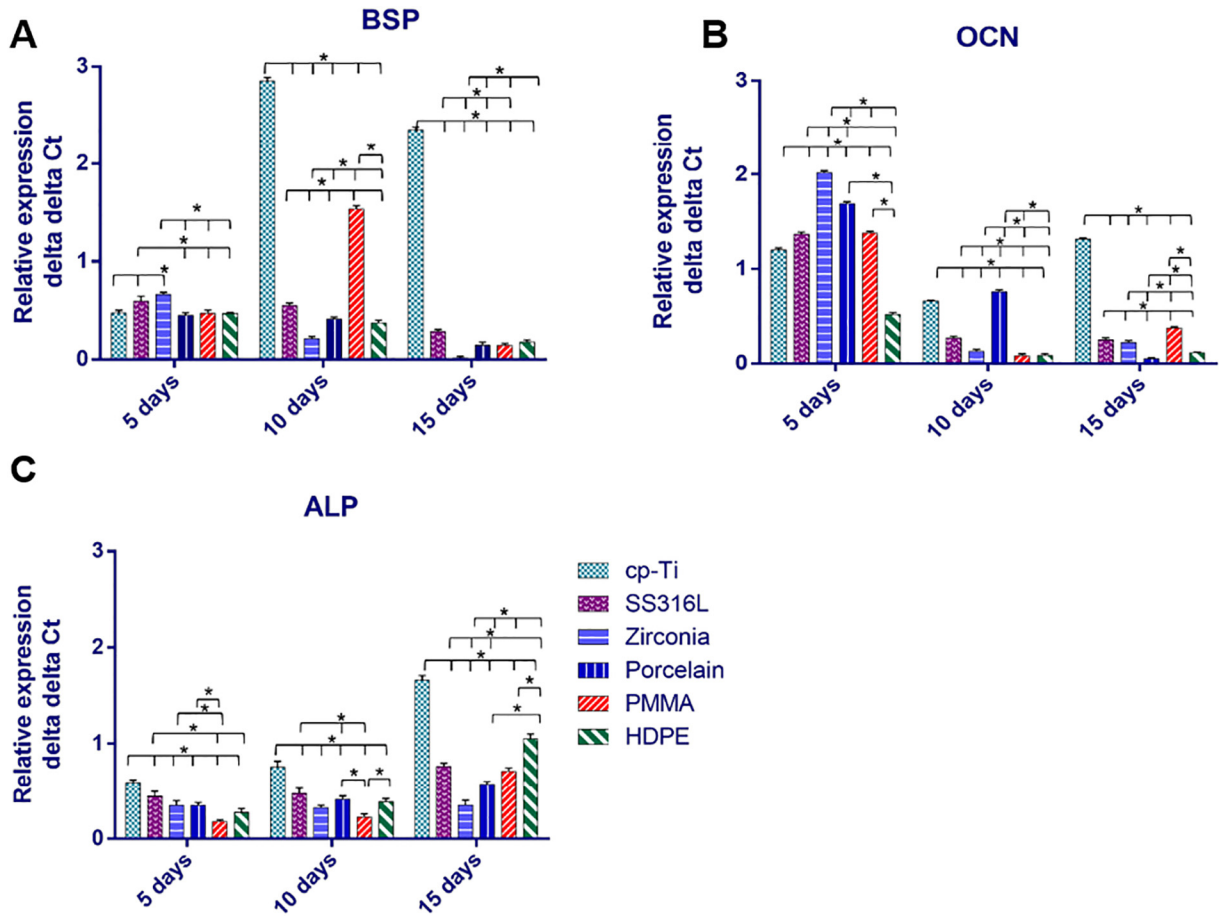 A
BSP
Relative expression
delta delta Ct
3
2
1
0
* * * * * * * * * *
5 days
10 days
15 days
B
OCN
Relative expression
delta delta Ct
3
2
1
0
* * * * * * * * * * * * * * *
5 days
10 days
15 days
C
ALP
Relative expression
delta delta Ct
3
2
1
0
* * * * * * * * * * * * *
5 days
10 days
15 days
cp-Ti
SS316L
Zirconia
Porcelain
PMMA
HDPE